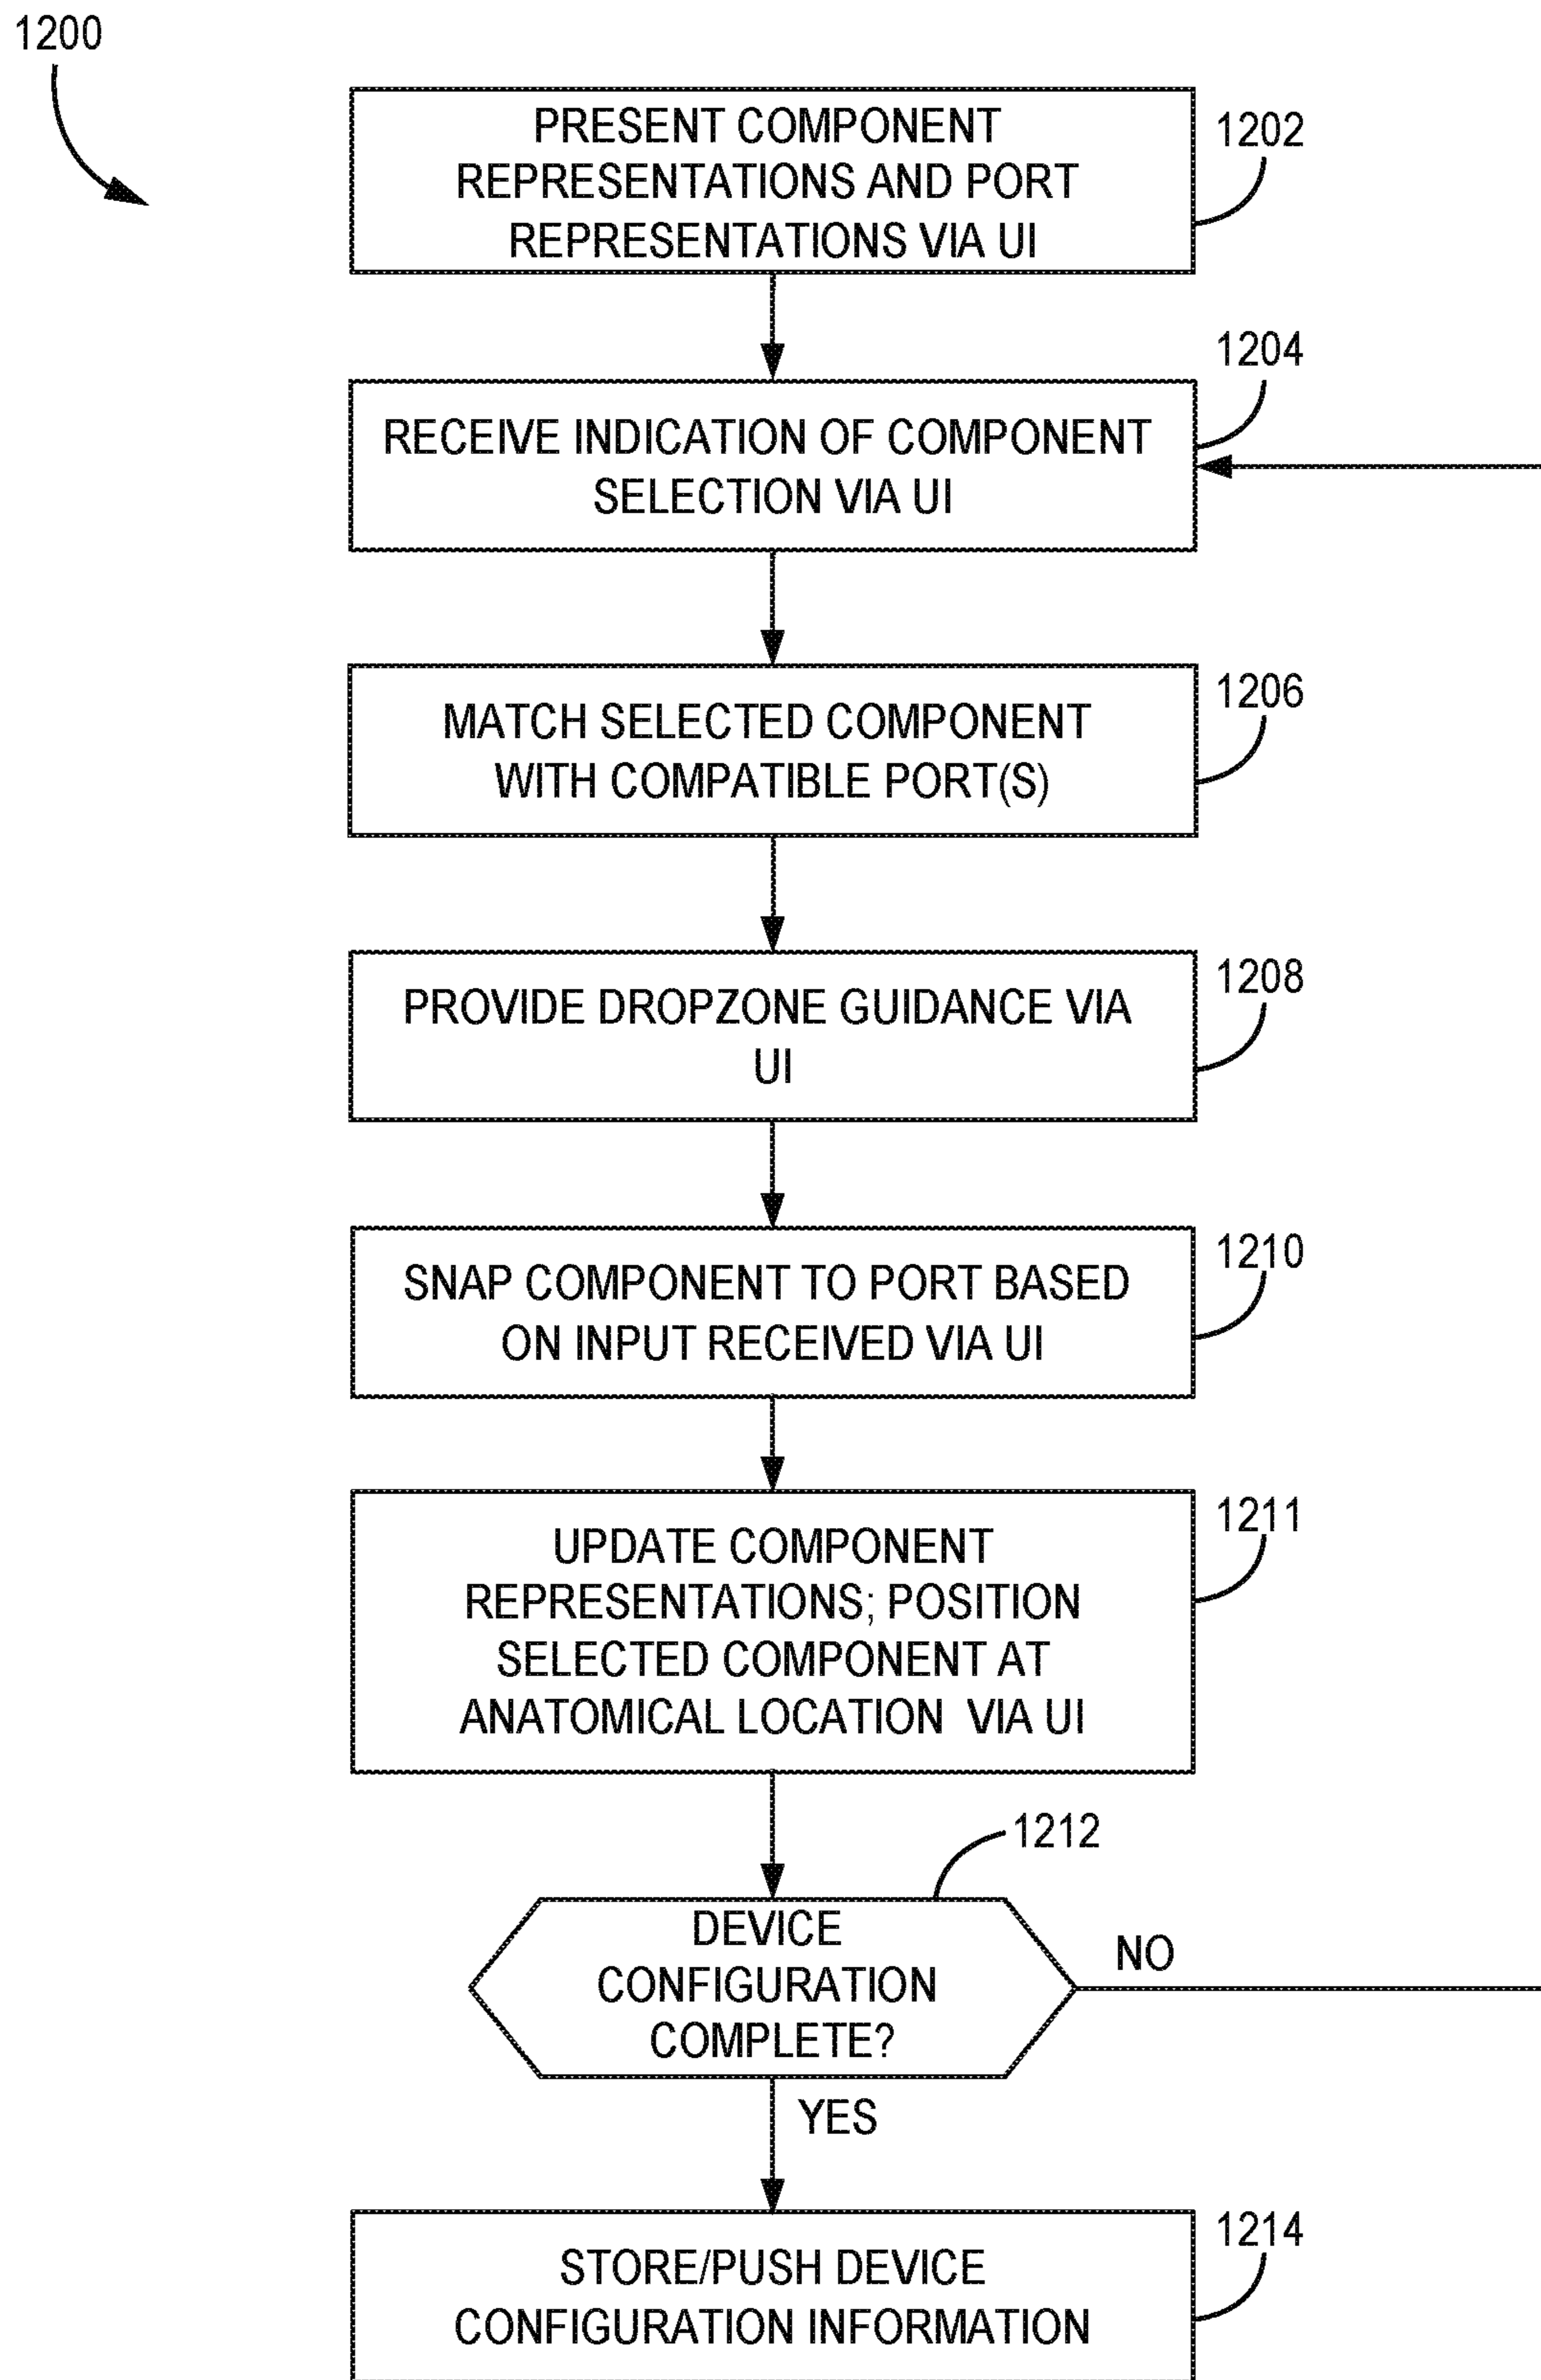 1200
PRESENT COMPONENT
REPRESENTATIONS AND PORT
REPRESENTATIONS VIA UI
1202
RECEIVE INDICATION OF COMPONENT
SELECTION VIA UI
1204
MATCH SELECTED COMPONENT
WITH COMPATIBLE PORT(S)
1206
PROVIDE DROPZONE GUIDANCE VIA
UI
1208
SNAP COMPONENT TO PORT BASED
ON INPUT RECEIVED VIA UI
1210
UPDATE COMPONENT
REPRESENTATIONS; POSITION
SELECTED COMPONENT AT
ANATOMICAL LOCATION VIA UI
1211
DEVICE
CONFIGURATION
COMPLETE?
1212
NO
YES
STORE/PUSH DEVICE
CONFIGURATION INFORMATION
1214